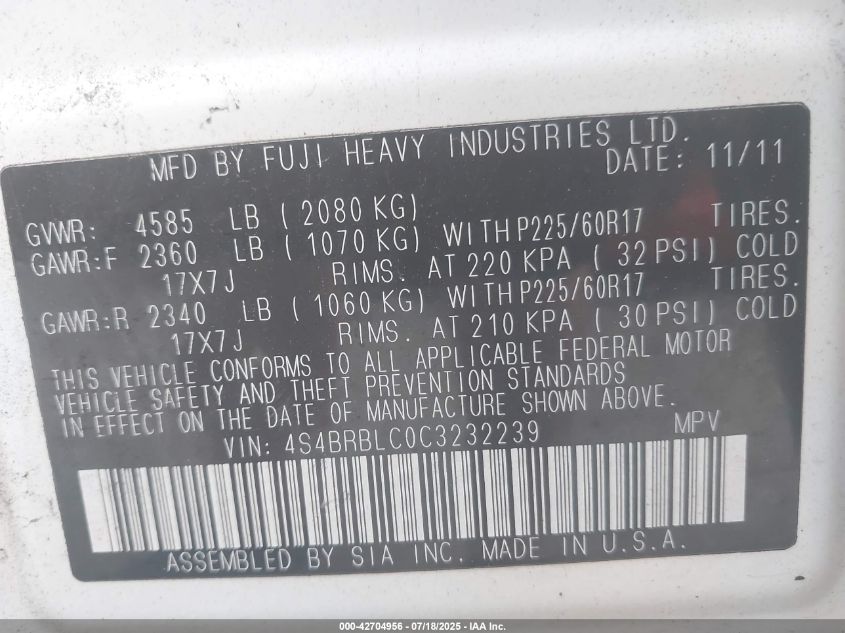 MFD BY FUJI HEAVY INDUSTRIES LTD.
DATE: 11/11
GVWR: 4585 LB ( 2080 KG)
GAWR:F 2360 LB ( 1070 KG) WITH P225/60R17 TIRES.
17X7J RIMS. AT 220 KPA ( 32 PSI) COLD
GAWR:R 2340 LB ( 1060 KG) WITH P225/60R17 TIRES.
17X7J RIMS. AT 210 KPA ( 30 PSI) COLD
THIS VEHICLE CONFORMS TO ALL APPLICABLE FEDERAL MOTOR
VEHICLE SAFETY AND THEFT PREVENTION STANDARDS
IN EFFECT ON THE DATE OF MANUFACTURE SHOWN ABOVE.
VIN: 4S4BRBLC0C3232239 MPV
ASSEMBLED BY SIA INC. MADE IN U.S.A.
000-42704956 - 07/18/2025 - IAA Inc.